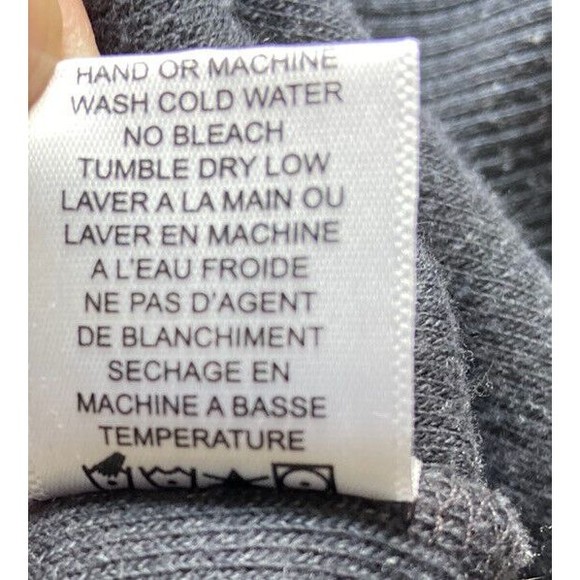 HAND OR MACHINE
WASH COLD WATER
NO BLEACH
TUMBLE DRY LOW
LAVER A LA MAIN OU
LAVER EN MACHINE
A L'EAU FROIDE
NE PAS D'AGENT
DE BLANCHIMENT
SECHAGE EN
MACHINE A BASSE
TEMPERATURE